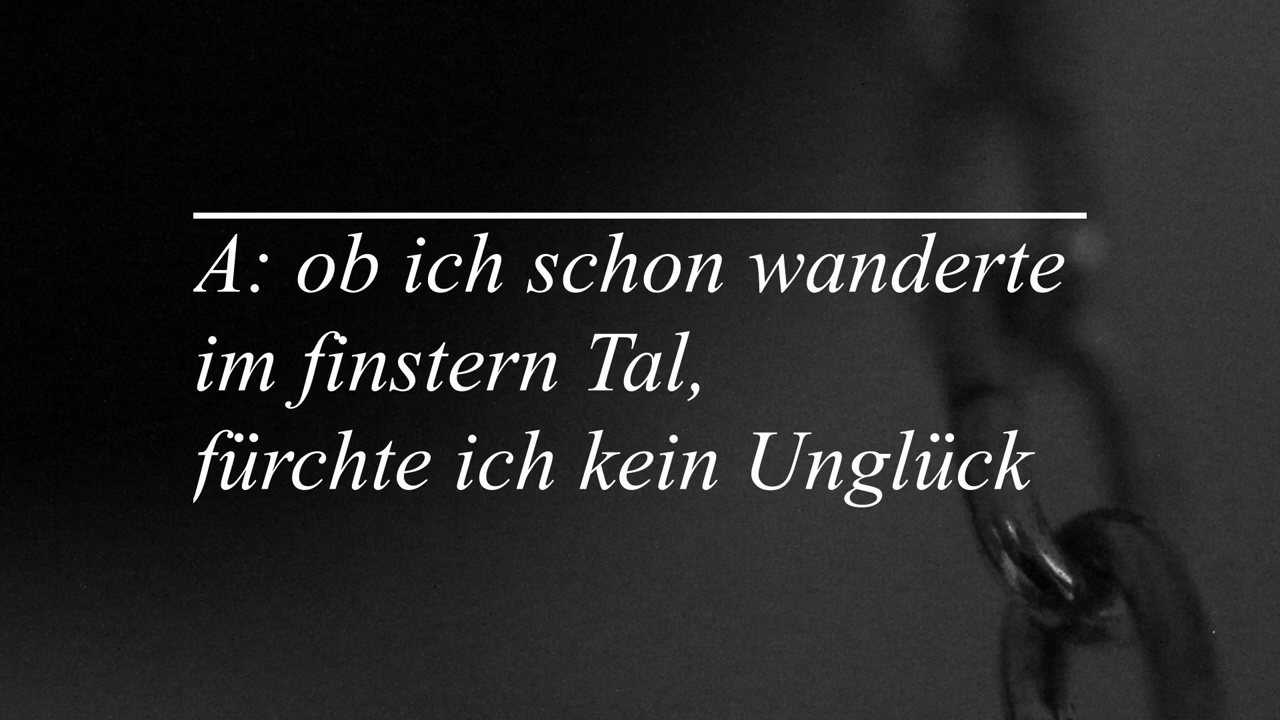 A: ob ich schon wanderte
im finstern Tal,
fürchte ich kein Unglück